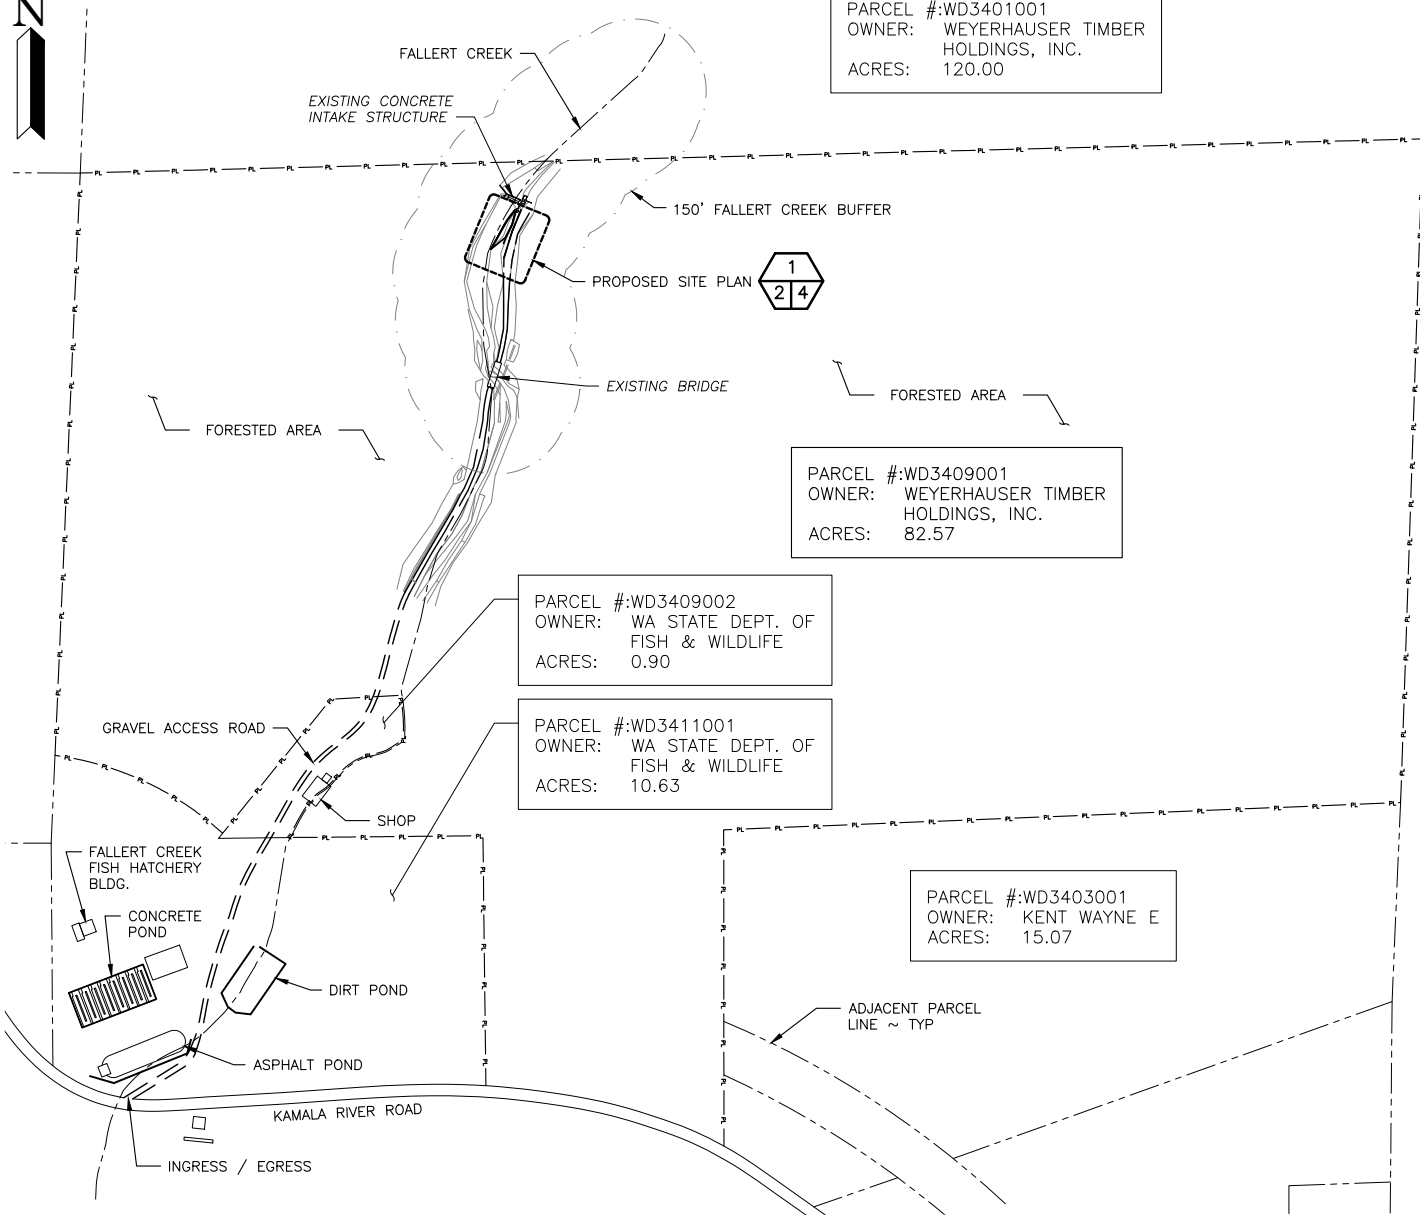 N
PARCEL #:WD3401001
OWNER: WEYERHAUSER TIMBER
HOLDINGS, INC.
ACRES: 120.00
FALLERT CREEK
EXISTING CONCRETE
INTAKE STRUCTURE
150' FALLERT CREEK BUFFER
PROPOSED SITE PLAN
1
2 4
EXISTING BRIDGE
FORESTED AREA
FORESTED AREA
PARCEL #:WD3409001
OWNER: WEYERHAUSER TIMBER
HOLDINGS, INC.
ACRES: 82.57
PARCEL #:WD3409002
OWNER: WA STATE DEPT. OF
FISH & WILDLIFE
ACRES: 0.90
GRAVEL ACCESS ROAD
PARCEL #:WD3411001
OWNER: WA STATE DEPT. OF
FISH & WILDLIFE
ACRES: 10.63
SHOP
FALLERT CREEK
FISH HATCHERY
BLDG.
CONCRETE
POND
PARCEL #:WD3403001
OWNER: KENT WAYNE E
ACRES: 15.07
DIRT POND
ADJACENT PARCEL
LINE ~ TYP
ASPHALT POND
KAMALA RIVER ROAD
INGRESS / EGRESS